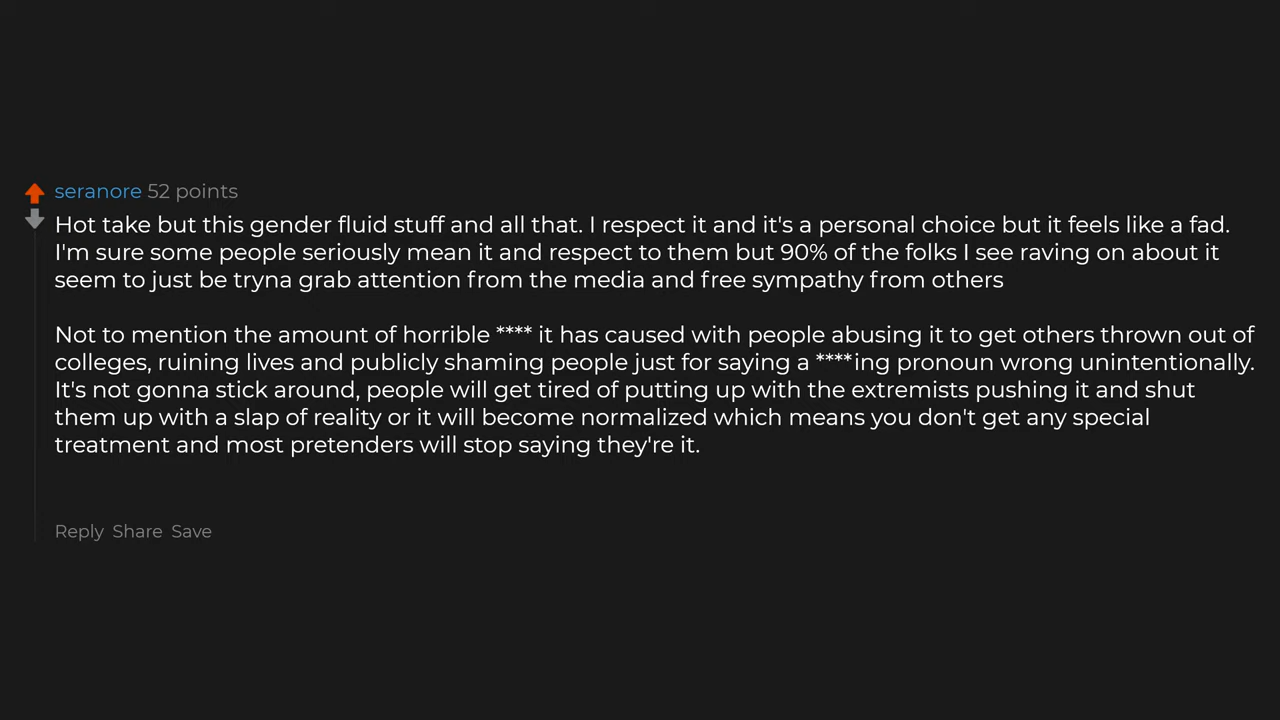 seranore 52 points
Hot take but this gender fluid stuff and all that. I respect it and it's a personal choice but it feels like a fad.
I'm sure some people seriously mean it and respect to them but 90% of the folks I see raving on about it
seem to just be tryna grab attention from the media and free sympathy from others
Not to mention the amount of horrible **** it has caused with people abusing it to get others thrown out of
colleges, ruining lives and publicly shaming people just for saying a ****ing pronoun wrong unintentionally.
It's not gonna stick around, people will get tired of putting up with the extremists pushing it and shut
them up with a slap of reality or it will become normalized which means you don't get any special
treatment and most pretenders will stop saying they're it.
Reply Share Save